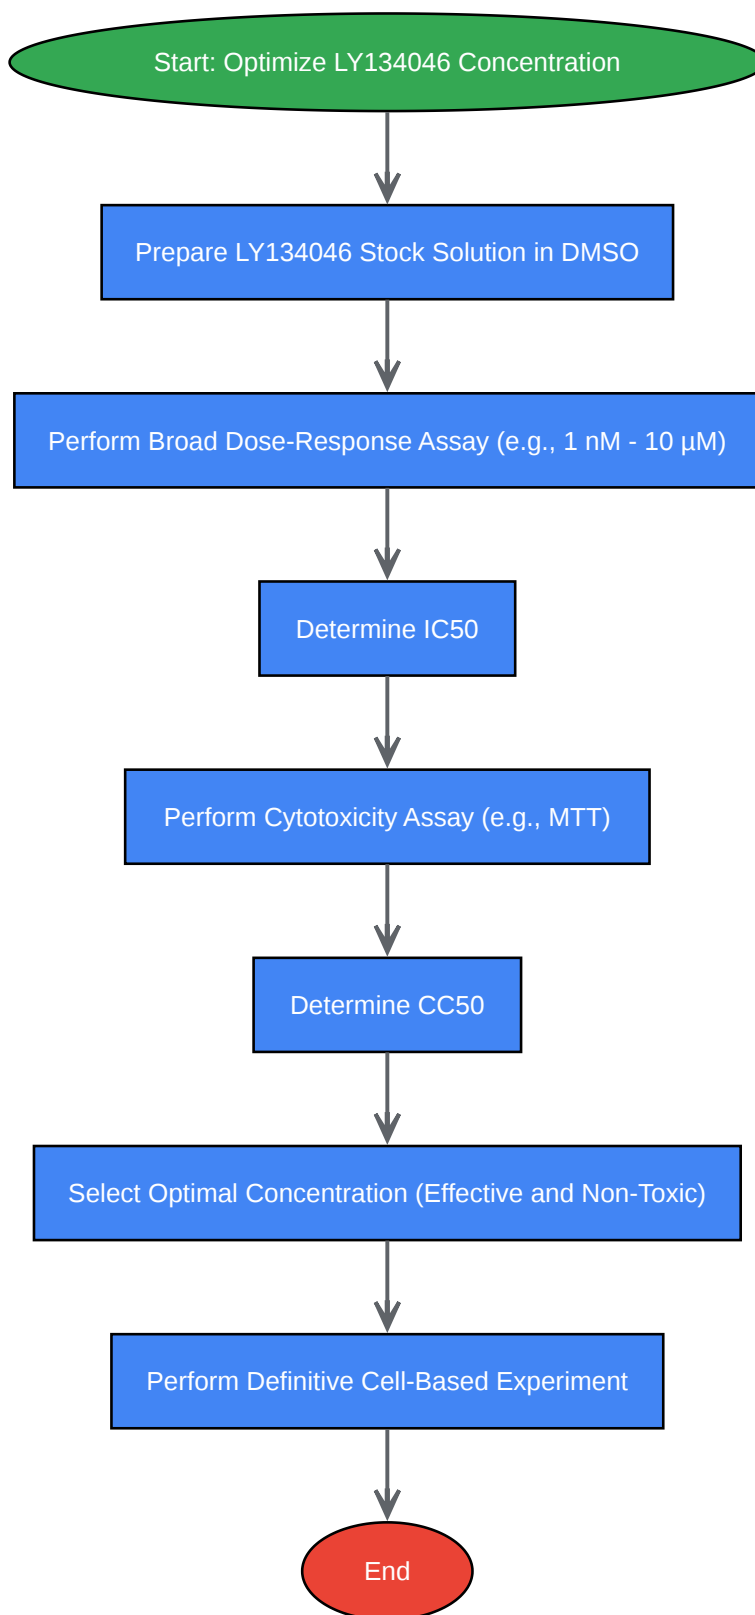 Start: Optimize LY134046 Concentration
Prepare LY134046 Stock Solution in DMSO
Perform Broad Dose-Response Assay (e.g., 1 nM - 10 µM)
Determine IC50
Perform Cytotoxicity Assay (e.g., MTT)
Determine CC50
Select Optimal Concentration (Effective and Non-Toxic)
Perform Definitive Cell-Based Experiment
End